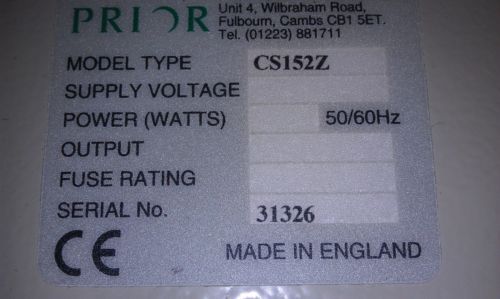 PRIOR
Unit 4, Wilbraham Road,
Fulbourn, Cambs CB1 5ET.
Tel. (01223) 881711
MODEL TYPE CS152Z
SUPPLY VOLTAGE
POWER (WATTS) 50/60Hz
OUTPUT
FUSE RATING
SERIAL No. 31326
CE MADE IN ENGLAND